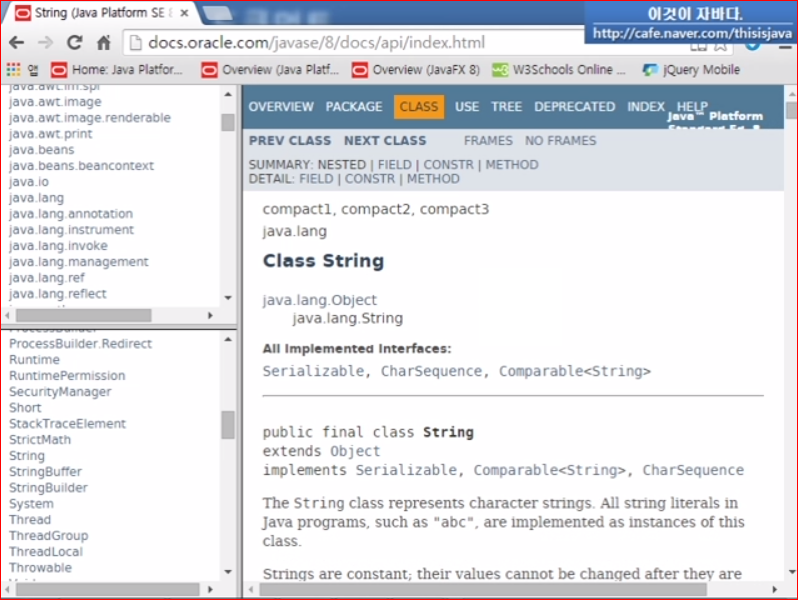 String (Java Platform SE 8
이것이 자바다.
http://cafe.naver.com/thisisjava
docs.oracle.com/javase/8/docs/api/index.html
앱
Home: Java Platfor...
Overview (Java Platf...
Overview (JavaFX 8)
W3Schools Online ...
jQuery Mobile
java.awt.im.spi
java.awt.image
java.awt.image.renderable
java.awt.print
java.beans
java.beans.beancontext
java.io
java.lang
java.lang.annotation
java.lang.instrument
java.lang.invoke
java.lang.management
java.lang.ref
java.lang.reflect
ProcessBuilder
ProcessBuilder.Redirect
Runtime
RuntimePermission
SecurityManager
Short
StackTraceElement
StrictMath
String
StringBuffer
StringBuilder
System
Thread
ThreadGroup
ThreadLocal
Throwable
OVERVIEW PACKAGE CLASS USE TREE DEPRECATED INDEX HELP
Java™ Platform
Standard Ed. 8
PREV CLASS NEXT CLASS FRAMES NO FRAMES
SUMMARY: NESTED | FIELD | CONSTR | METHOD
DETAIL: FIELD | CONSTR | METHOD
compact1, compact2, compact3
java.lang
Class String
java.lang.Object
java.lang.String
All Implemented Interfaces:
Serializable, CharSequence, Comparable<String>
public final class String
extends Object
implements Serializable, Comparable<String>, CharSequence
The String class represents character strings. All string literals in
Java programs, such as "abc", are implemented as instances of this
class.
Strings are constant; their values cannot be changed after they are